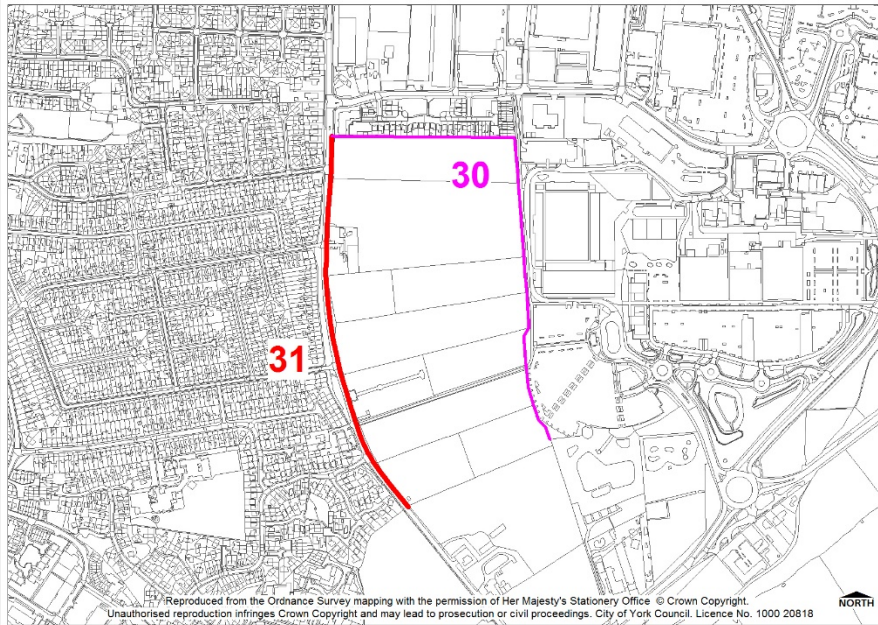 30
31
Reproduced from the Ordnance Survey mapping with the permission of Her Majesty's Stationery Office © Crown Copyright.
Unauthorised reproduction infringes Crown Copyright and may lead to prosecution or civil proceedings. City of York Council. Licence No. 1000 20818
NORTH